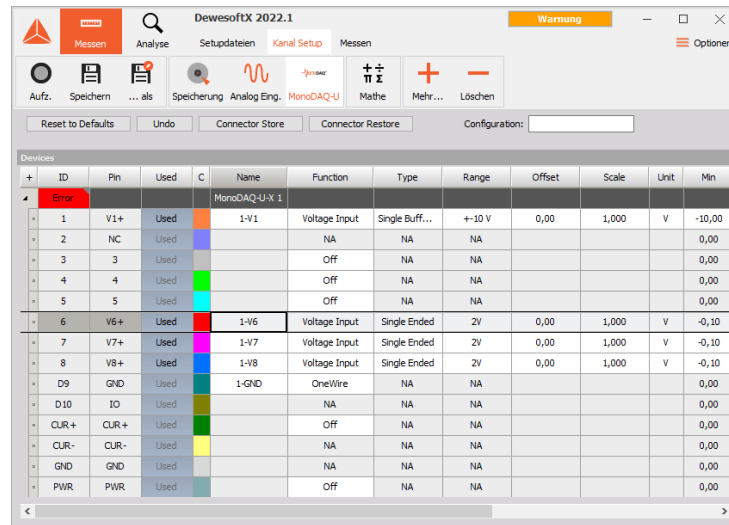 DewesoftX 2022.1
Warnung
Messen
Analyse
Setupdateien Kanal Setup Messen
Optionen
Aufz. Speichern ... als Speicherung Analog Eing. MonoDAQ-U Mathe Mehr... Löschen
Reset to Defaults Undo Connector Store Connector Restore Configuration:
Devices
+ ID Pin Used C Name Function Type Range Offset Scale Unit Min
Error MonoDAQ-U-X 1
1 V1+ Used 1-V1 Voltage Input Single Buff... +-10 V 0,00 1,000 V -10,00
2 NC Used NA NA NA 0,00
3 3 Used Off NA NA 0,00
4 4 Used Off NA NA 0,00
5 5 Used Off NA NA 0,00
6 V6+ Used 1-V6 Voltage Input Single Ended 2V 0,00 1,000 V -0,10
7 V7+ Used 1-V7 Voltage Input Single Ended 2V 0,00 1,000 V -0,10
8 V8+ Used 1-V8 Voltage Input Single Ended 2V 0,00 1,000 V -0,10
D9 GND Used 1-GND OneWire NA NA 0,00
D10 IO Used NA NA NA 0,00
CUR+ CUR+ Used Off NA NA 0,00
CUR- CUR- Used NA NA NA 0,00
GND GND Used NA NA NA 0,00
PWR PWR Used Off NA NA 0,00